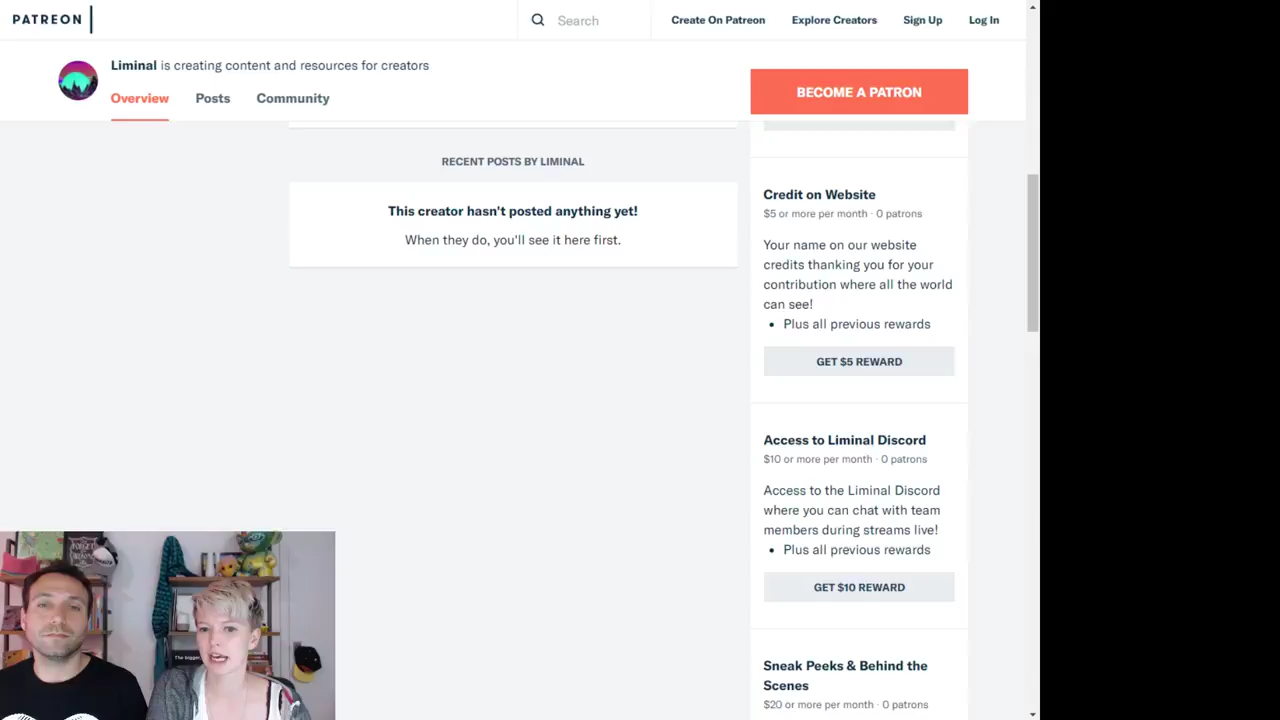 PATREON
Search
Create On Patreon
Explore Creators
Sign Up
Log In
Liminal is creating content and resources for creators
Overview
Posts
Community
BECOME A PATRON
RECENT POSTS BY LIMINAL
This creator hasn't posted anything yet!
When they do, you'll see it here first.
Credit on Website
$5 or more per month · 0 patrons
Your name on our website
credits thanking you for your
contribution where all the world
can see!
• Plus all previous rewards
GET $5 REWARD
Access to Liminal Discord
$10 or more per month · 0 patrons
Access to the Liminal Discord
where you can chat with team
members during streams live!
• Plus all previous rewards
GET $10 REWARD
Sneak Peeks & Behind the
Scenes
$20 or more per month · 0 patrons
The bigger